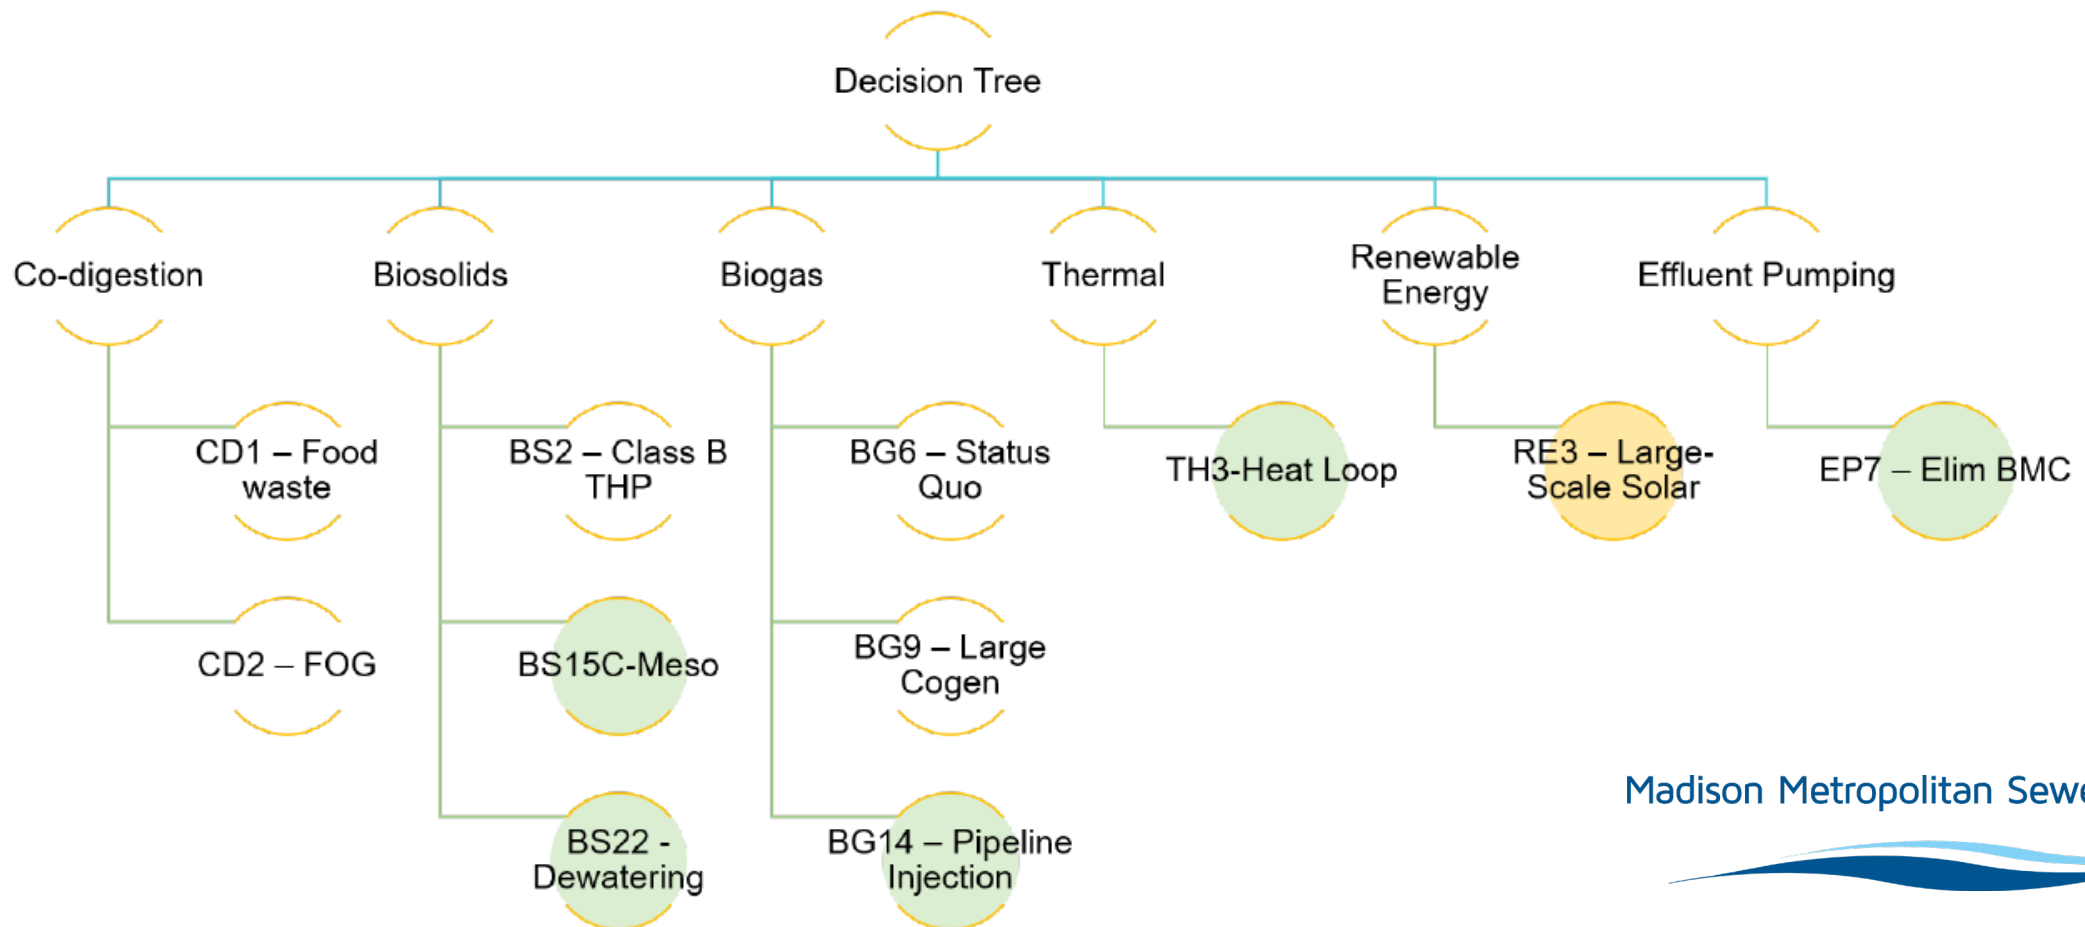 Decision Tree
Co-digestion
Biosolids
Biogas
Thermal
Renewable
Energy
Effluent Pumping
CD1 – Food
waste
CD2 – FOG
BS2 – Class B
THP
BS15C-Meso
BS22 -
Dewatering
BG6 – Status
Quo
BG9 – Large
Cogen
BG14 – Pipeline
Injection
TH3-Heat Loop
RE3 – Large-
Scale Solar
EP7 – Elim BMC
Madison Metropolitan